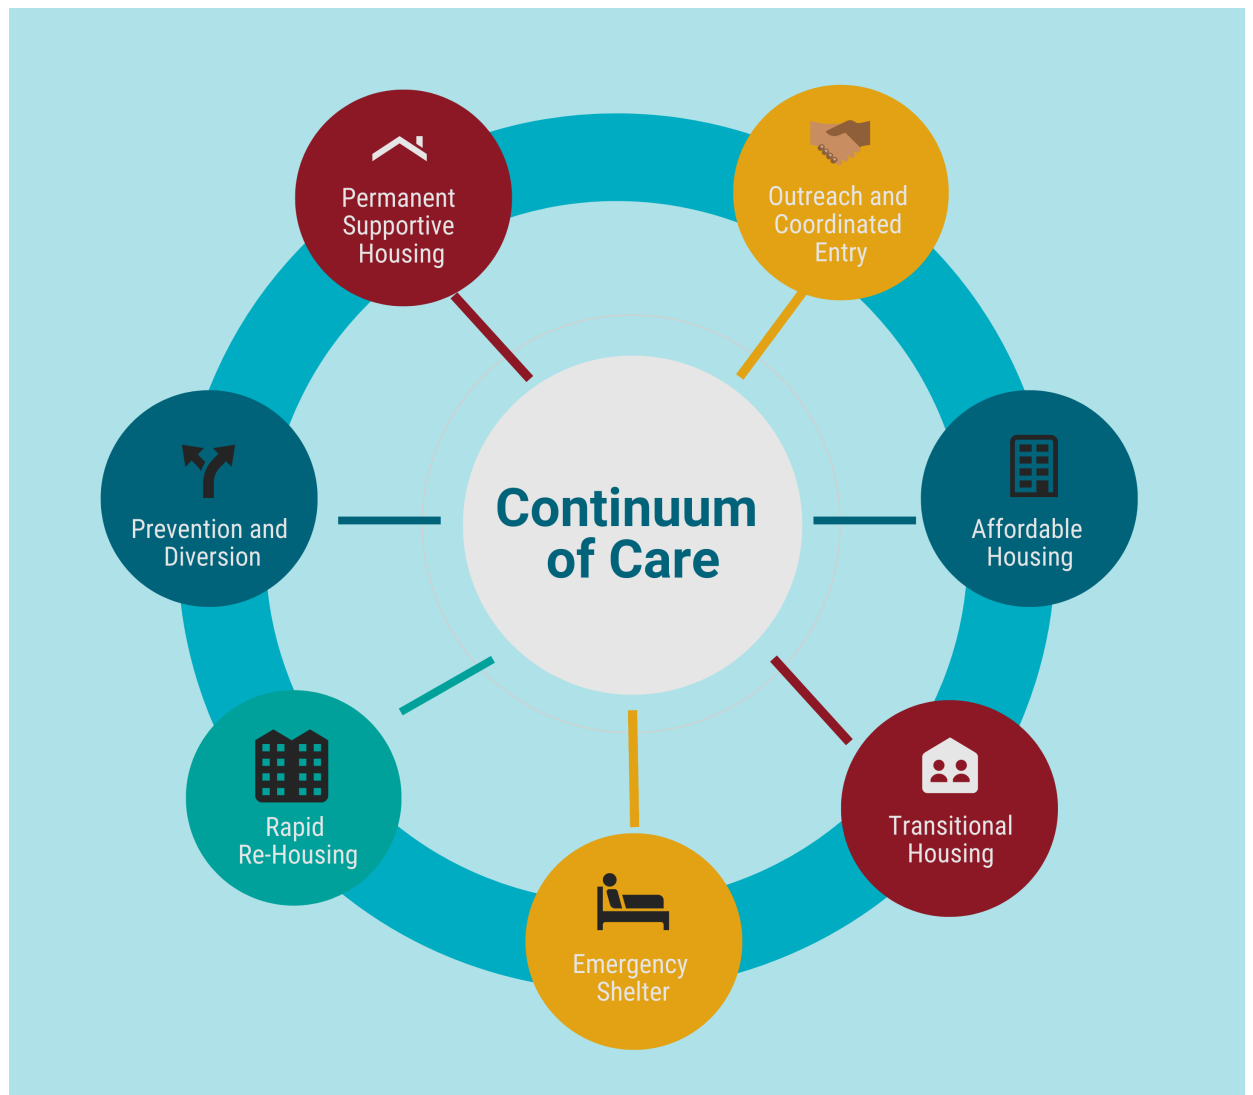 Permanent
Supportive
Housing
Outreach and
Coordinated
Entry
Prevention and
Diversion
Continuum
of Care
Affordable
Housing
Rapid
Re-Housing
Transitional
Housing
Emergency
Shelter